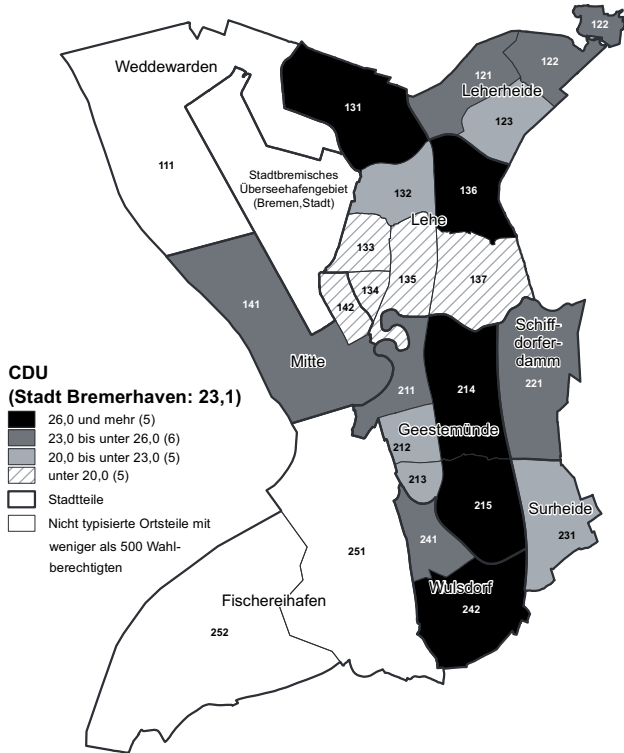 122
122
121
Weddewarden
Leherheide
131
123
111
Stadtbremisches
Überseehafengebiet
(Bremen,Stadt)
132
136
Lehe
133
135
137
134
142
141
Mitte
Schiff-
dorfer-
damm
221
211
214
CDU
(Stadt Bremerhaven: 23,1)
26,0 und mehr (5)
23,0 bis unter 26,0 (6)
20,0 bis unter 23,0 (5)
unter 20,0 (5)
Stadtteile
Nicht typisierte Ortsteile mit
weniger als 500 Wahl-
berechtigten
Geestemünde
212
213
215
Surheide
231
241
251
Wulsdorf
242
Fischereihafen
252